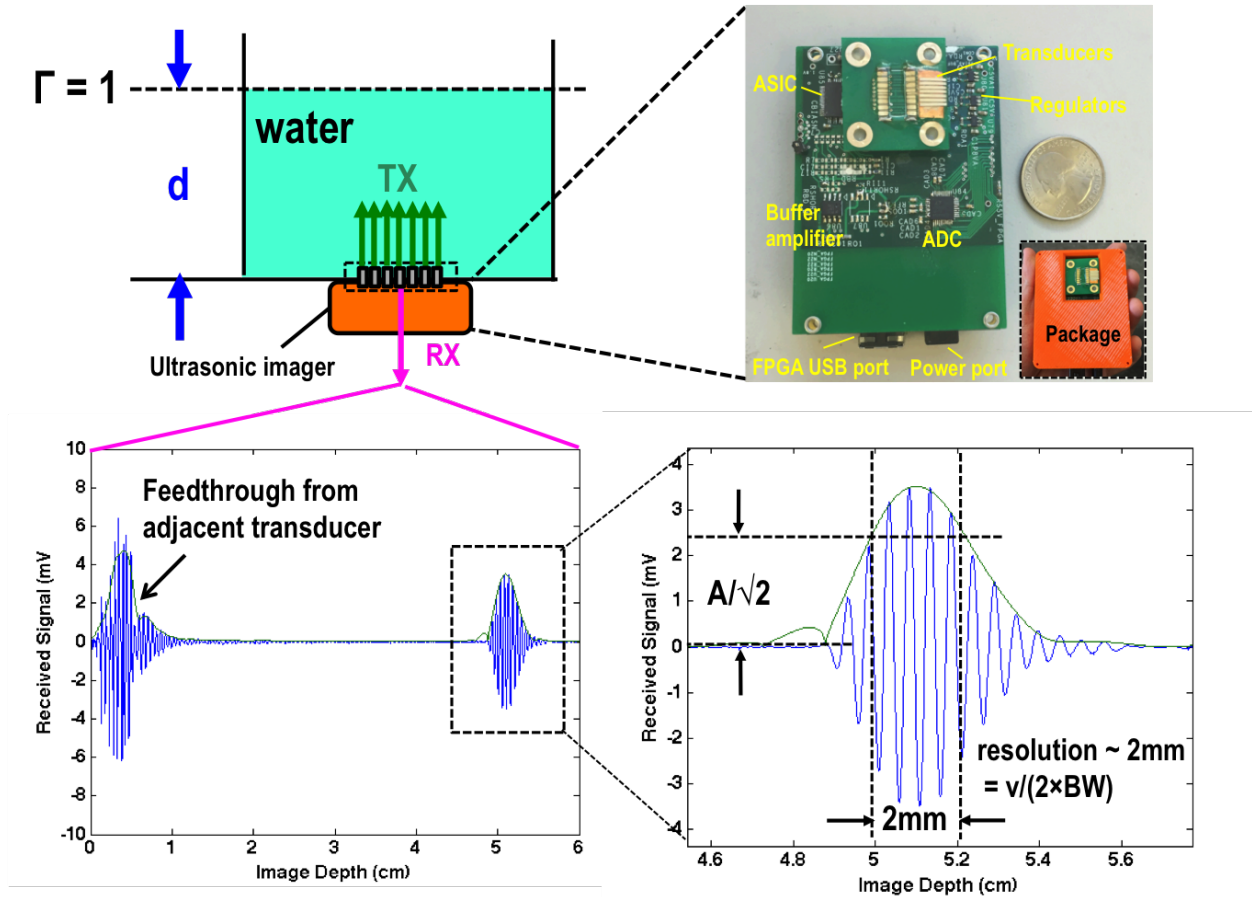 Γ = 1
water
TX
d
Ultrasonic imager
RX
ASIC
Transducers
Regulators
Buffer
amplifier
ADC
FPGA USB port
Power port
Package
10
8
6
4
2
0
-2
-4
-6
-8
-10
Received Signal (mV
Feedthrough from
adjacent transducer
0
1
2
3
4
5
6
Image Depth (cm)
4
3
2
1
0
-1
-2
-3
-4
Received Signal (mV
A/√2
resolution ~ 2mm
= v/(2×BW)
2mm
4.6
4.8
5
5.2
5.4
5.6
Image Depth (cm)